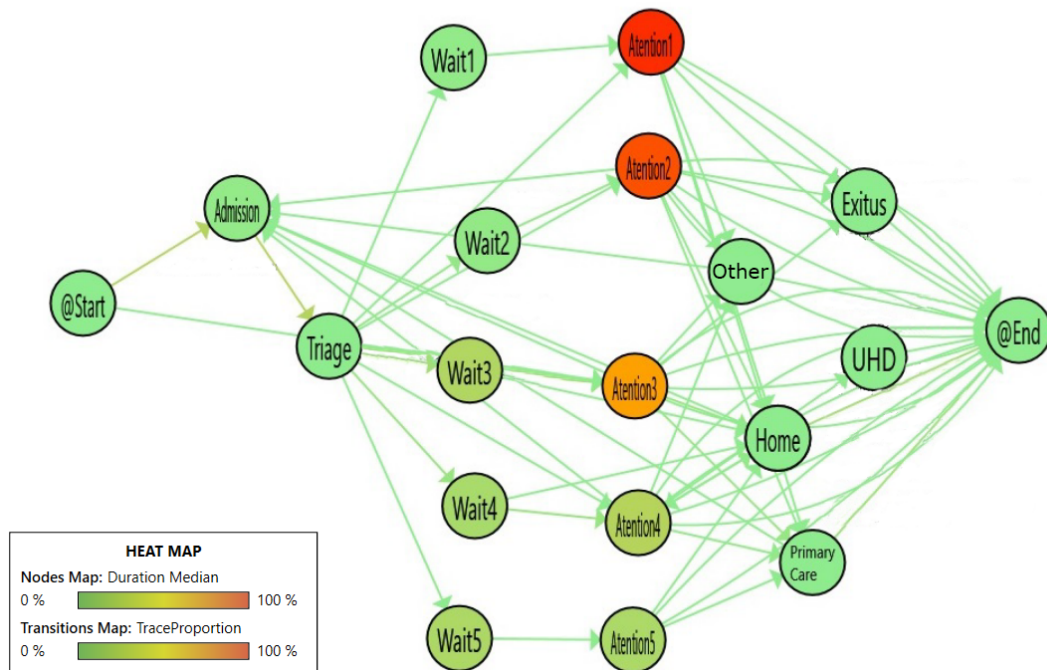 Wait1
Atention1
Atention2
Admission
Exitus
Wait2
Other
@Start
@End
Triage
UHD
Wait3
Atention3
Home
Wait4
Atention4
Primary
Care
Wait5
Atention5
HEAT MAP
Nodes Map: Duration Median
0 % 100 %
Transitions Map: TraceProportion
0 % 100 %